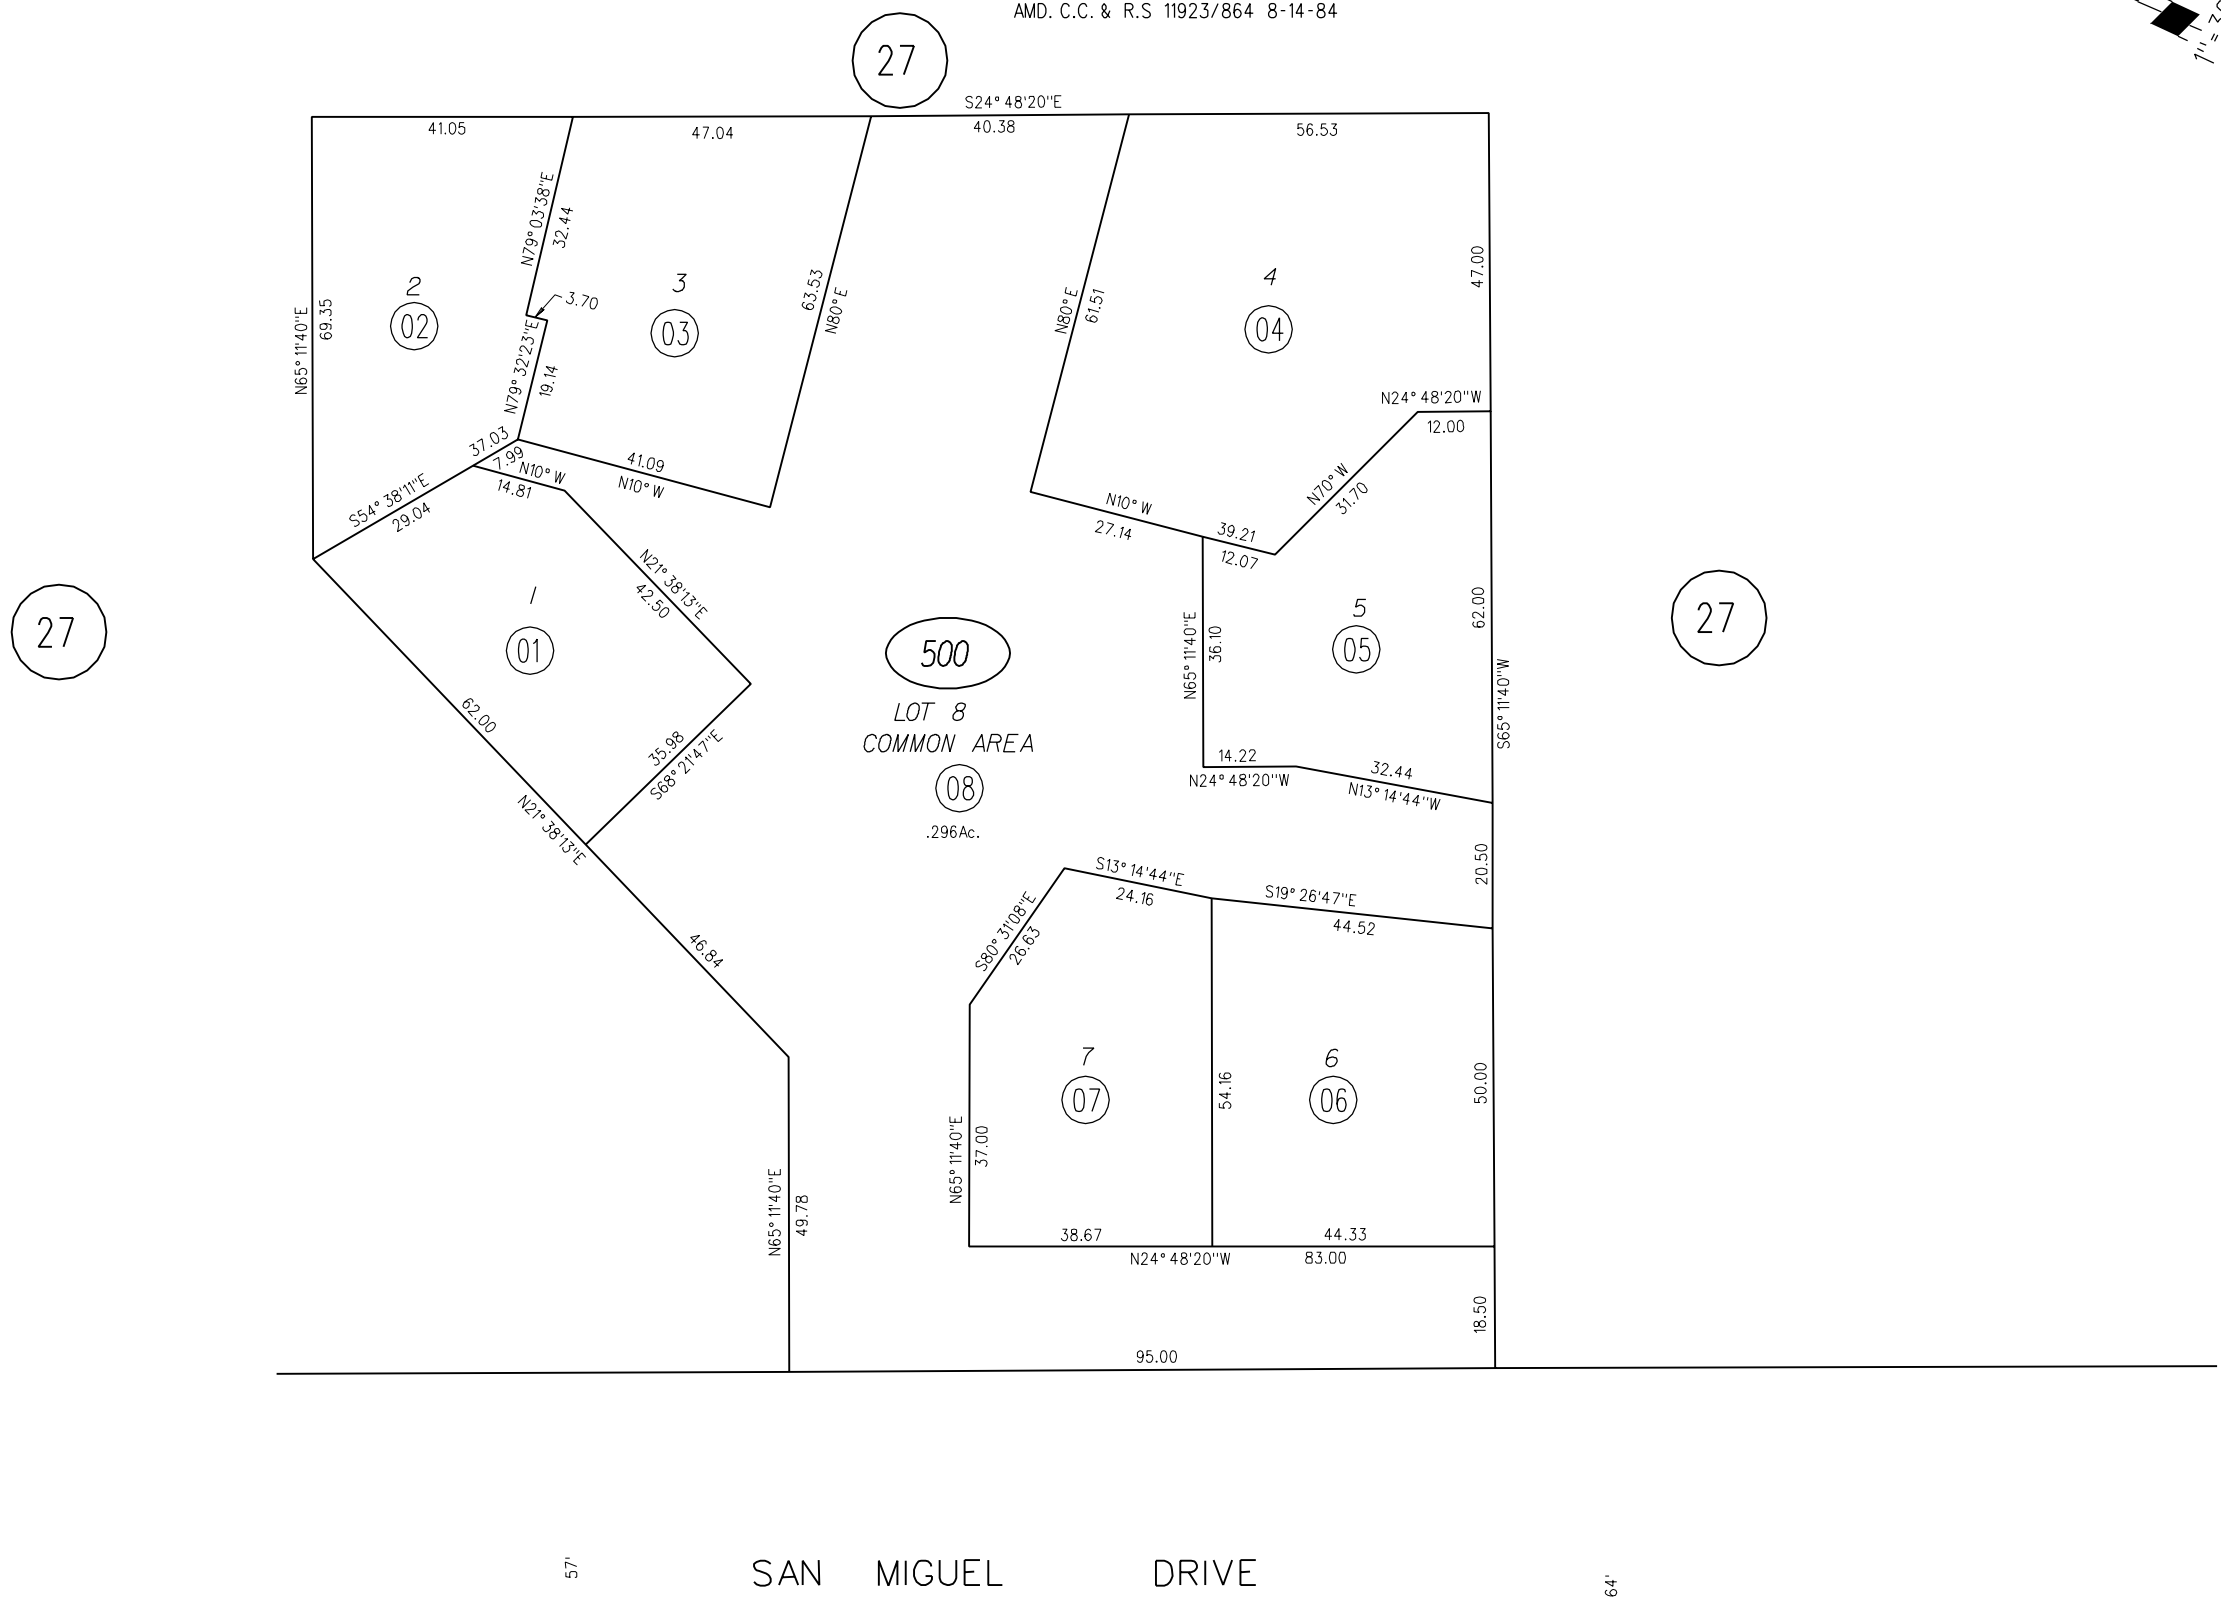 AMD. C.C. & R.S 11923/864 8-14-84
1" =
27
S24° 48'20"E
41.05
47.04
40.38
56.53
N79° 03'38"E
32.44
3.70
N79° 32'23"E
19.14
2
02
3
03
63.53
N80° E
N80° E
61.51
4
04
47.00
N65° 11'40"E
69.35
N24° 48'20"W
12.00
37.03
7.99
N10° W
14.81
41.09
N10° W
S54° 38'11"E
29.04
N70° W
31.70
N10° W
27.14
39.21
12.07
N21° 38'13"E
42.50
1
01
27
500
LOT 8
COMMON AREA
08
.296Ac.
N65° 11'40"E
36.10
5
05
62.00
27
S65° 11'40"W
62.00
35.98
S68° 21'47"E
14.22
N24° 48'20"W
32.44
N13° 14'44"W
N21° 38'13"E
20.50
S13° 14'44"E
24.16
S19° 26'47"E
44.52
S80° 31'08"E
26.63
46.84
7
07
6
06
54.16
50.00
N65° 11'40"E
37.00
N65° 11'40"E
49.78
38.67
44.33
N24° 48'20"W
83.00
18.50
95.00
57'
SAN MIGUEL DRIVE
64'